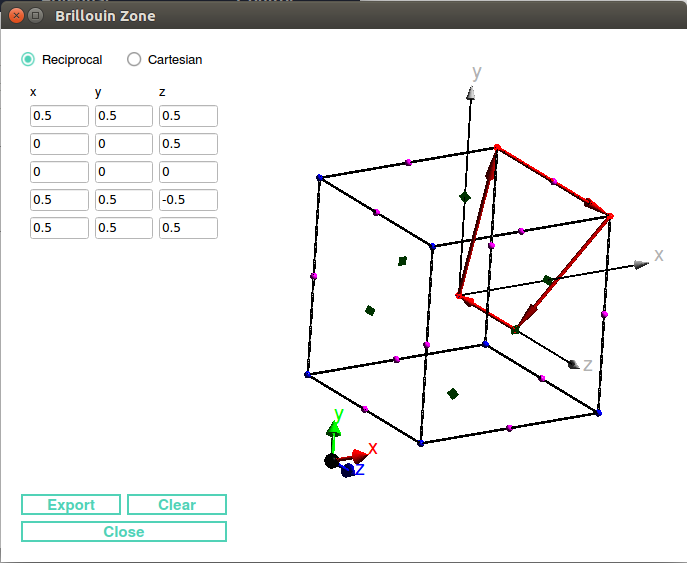 Brillouin Zone
Reciprocal Cartesian
x y z
0.5 0.5 0.5
0 0 0.5
0 0 0
0.5 0.5 -0.5
0.5 0.5 0.5
y
x
z
y
x
z
Export Clear
Close